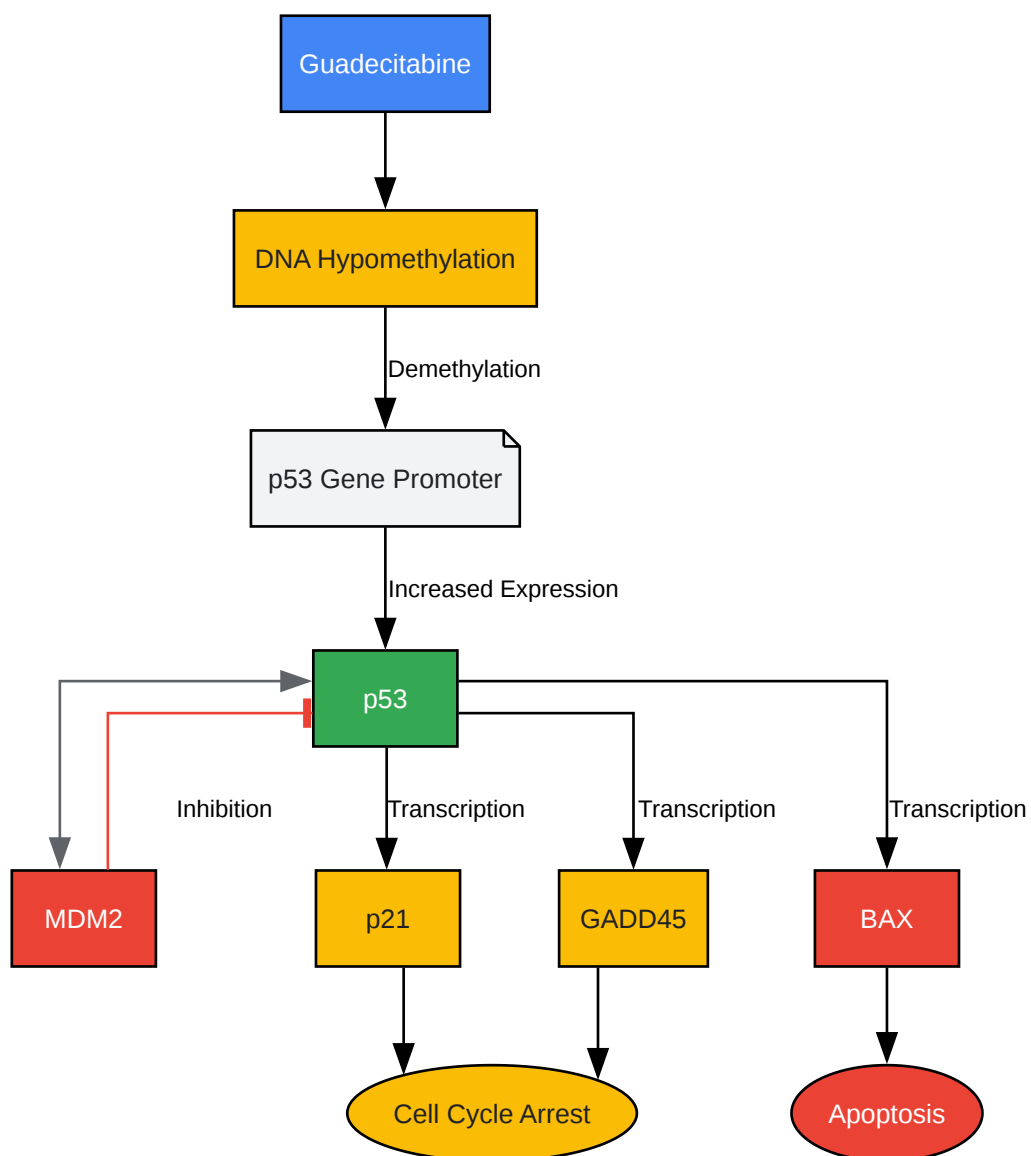 Guadecitabine
DNA Hypomethylation
Demethylation
p53 Gene Promoter
Increased Expression
p53
Inhibition
Transcription
Transcription
Transcription
MDM2
p21
GADD45
BAX
Cell Cycle Arrest
Apoptosis